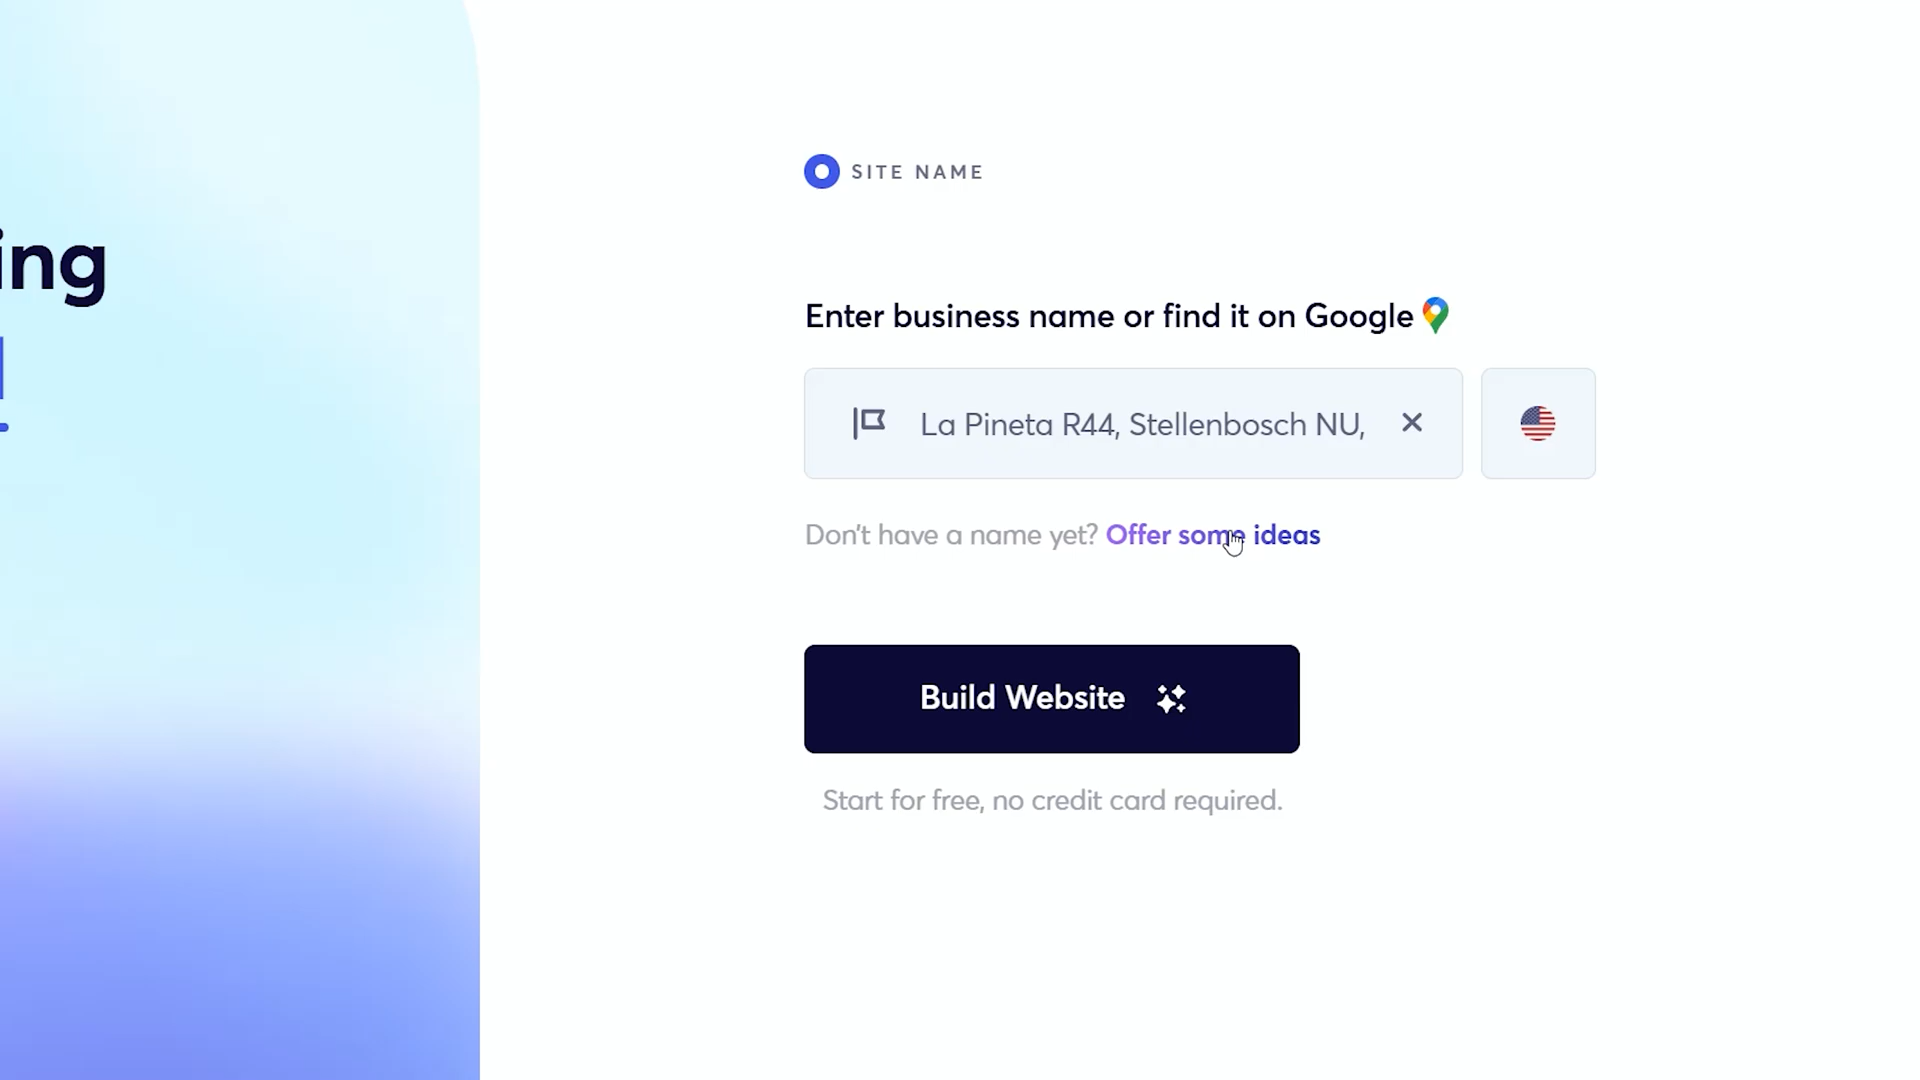 SITE NAME
ing
Enter business name or find it on Google
La Pineta R44, Stellenbosch NU,
Don't have a name yet? Offer some ideas
Build Website
Start for free, no credit card required.